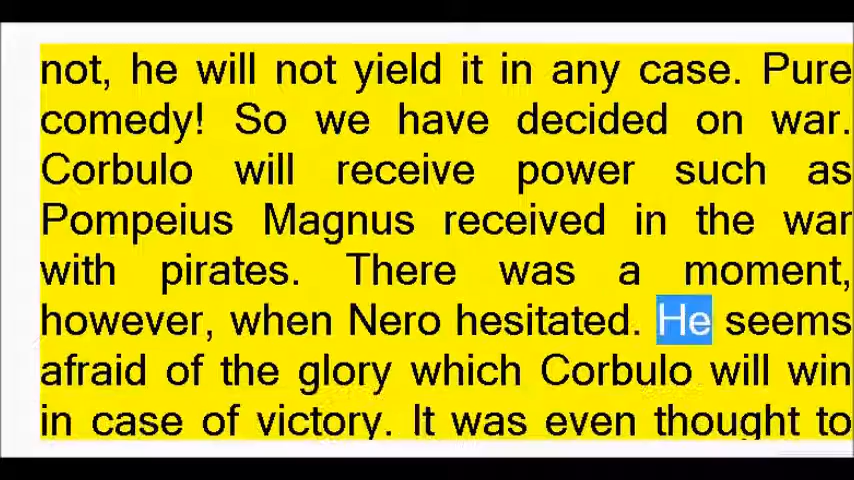 not, he will not yield it in any case. Pure
comedy! So we have decided on war.
Corbulo will receive power such as
Pompeius Magnus received in the war
with pirates. There was a moment,
however, when Nero hesitated. He seems
afraid of the glory which Corbulo will win
in case of victory. It was even thought to